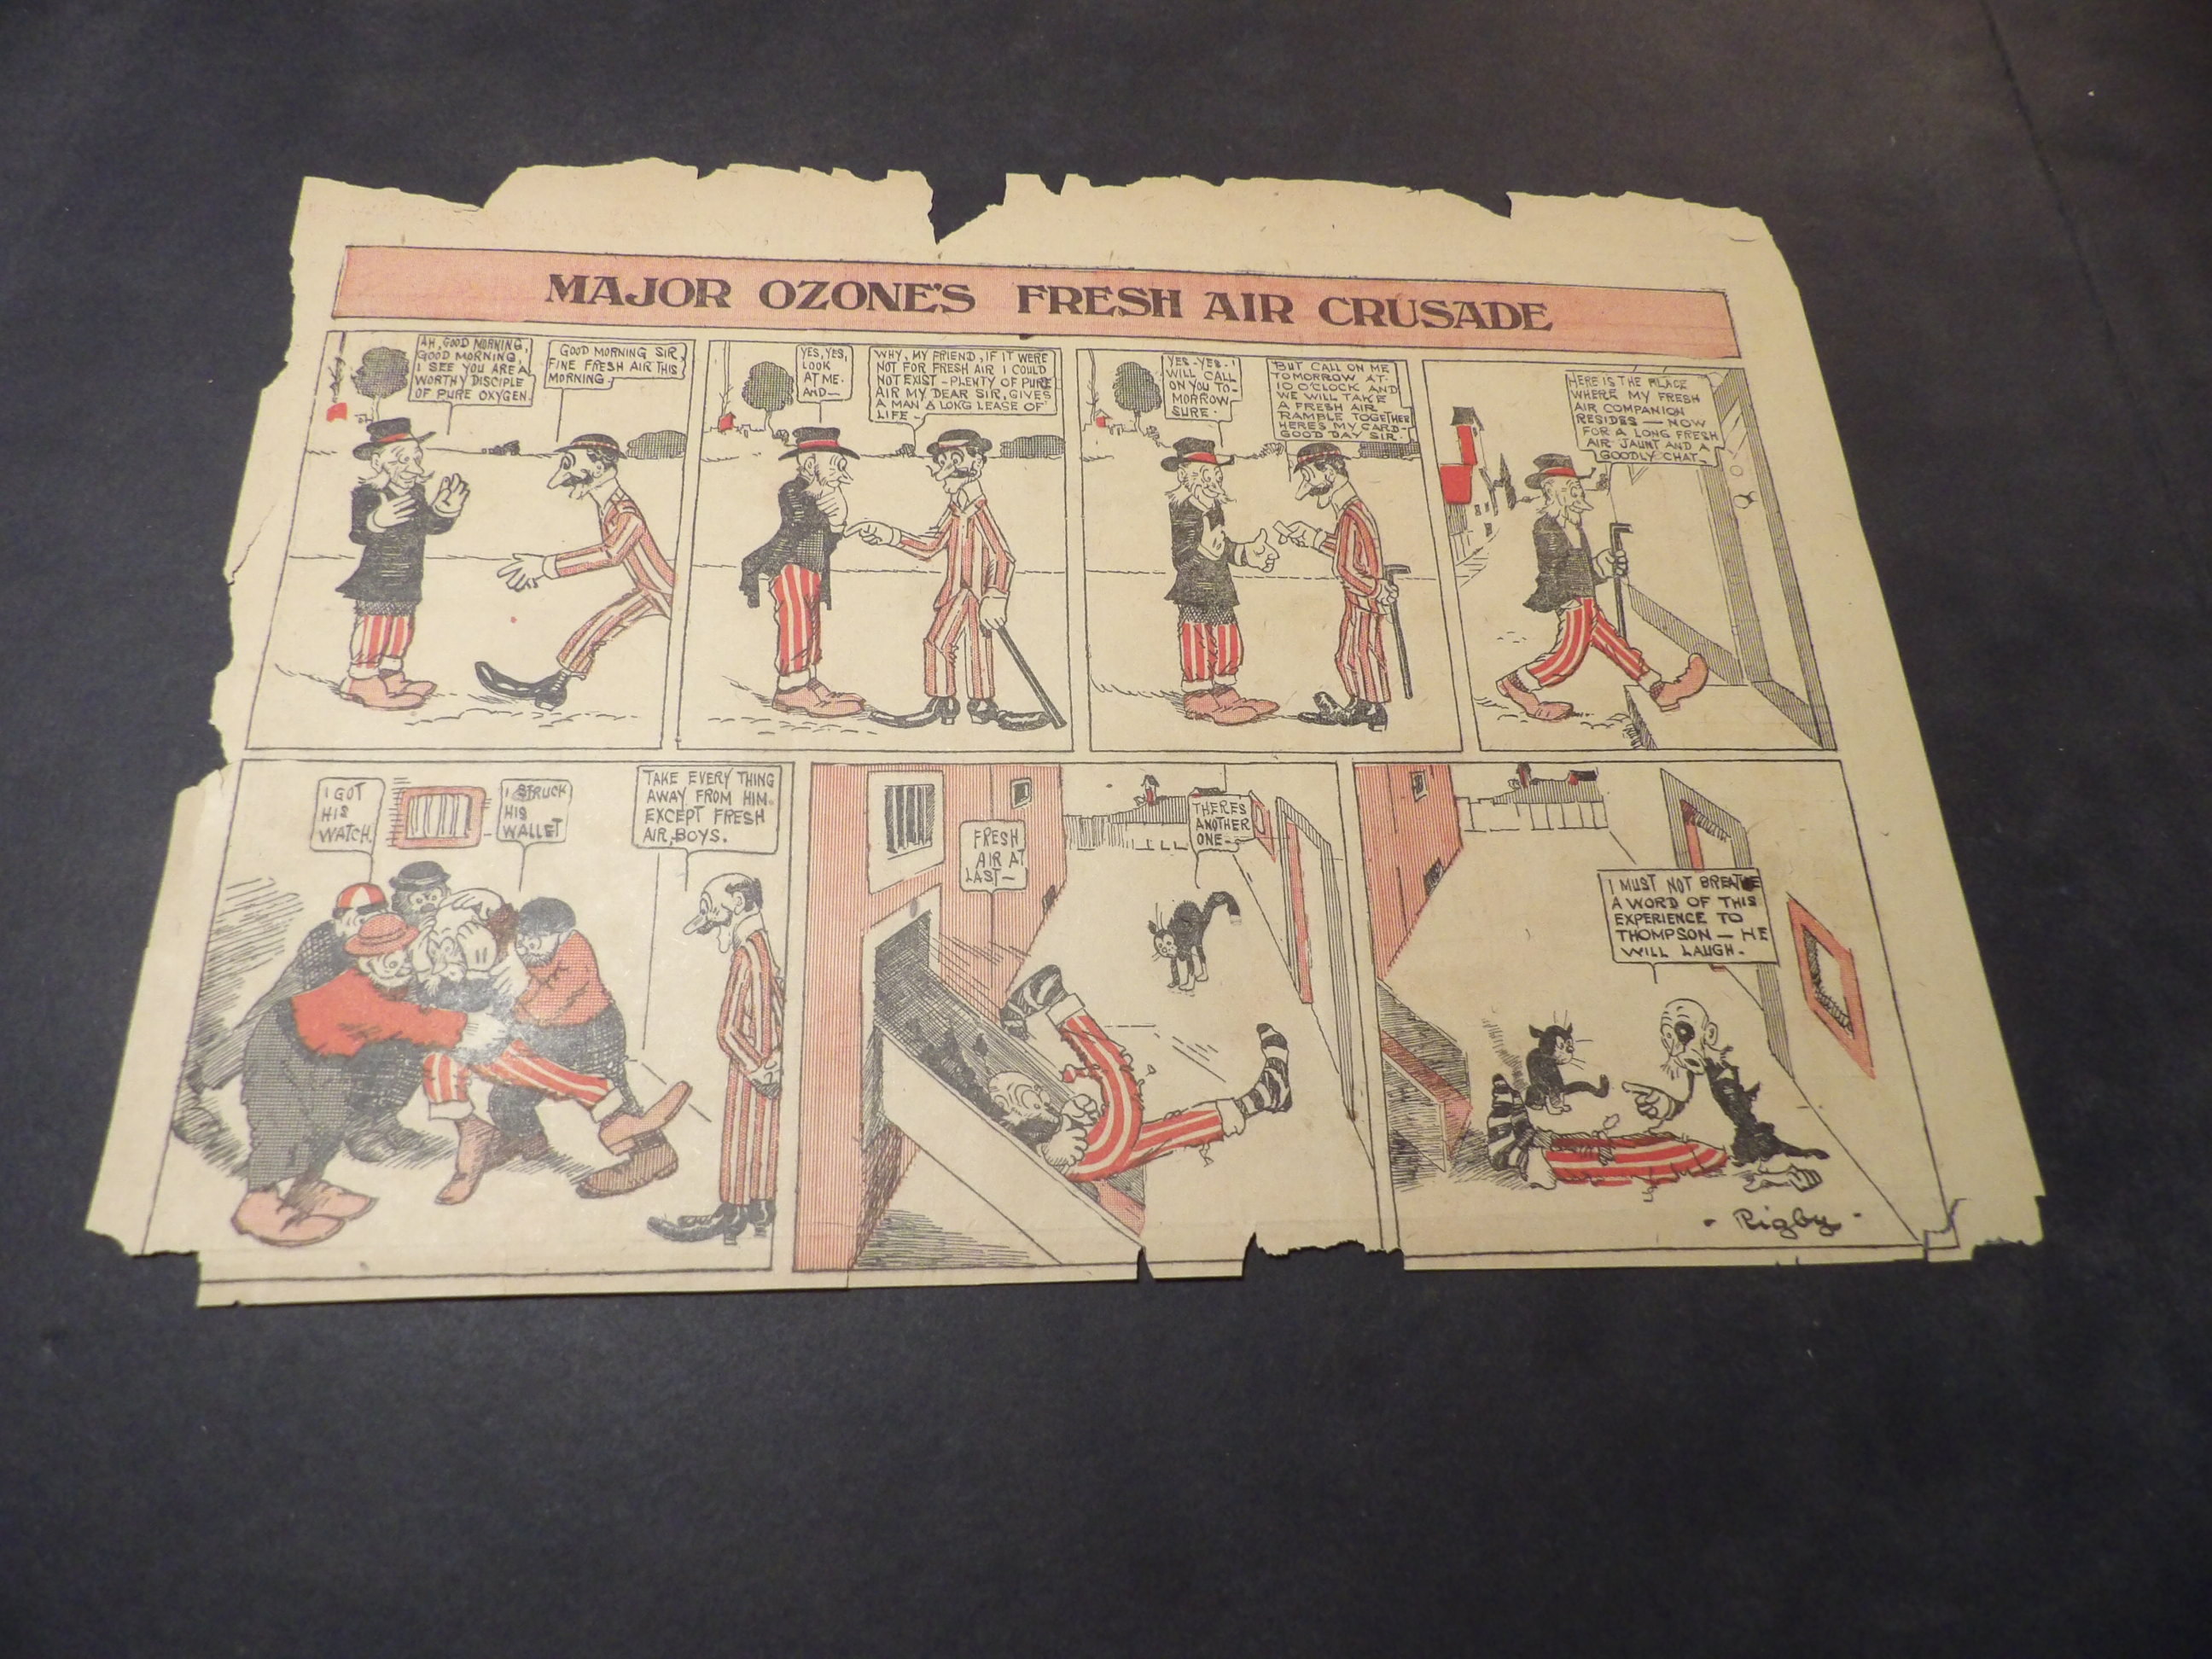 MAJOR OZONE'S FRESH AIR CRUSADE
AH, GOOD MORNING,
GOOD MORNING,
I SEE YOU ARE A
WORTHY DISCIPLE
OF PURE OXYGEN.
GOOD MORNING SIR,
FINE FRESH AIR THIS
MORNING.
YES, YES,
LOOK
AT ME.
AND—
WHY, MY FRIEND, IF IT WERE
NOT FOR FRESH AIR I COULD
NOT EXIST - PLENTY OF PURE
AIR MY DEAR SIR, GIVES
A MAN A LONG LEASE OF
LIFE -
YES - YES - I
WILL CALL
ON YOU TO-
MORROW
SURE.
BUT CALL ON ME
TOMORROW AT
10 O'CLOCK AND
WE WILL TAKE
A FRESH AIR
RAMBLE TOGETHER
HERES MY CARD-
GOOD DAY SIR.
HERE IS THE PLACE
WHERE MY FRESH
AIR COMPANION
RESIDES — NOW
FOR A LONG FRESH
AIR JAUNT AND A
GOODLY CHAT.
I GOT
HIS
WATCH.
I STRUCK
HIS
WALLET
TAKE EVERY THING
AWAY FROM HIM.
EXCEPT FRESH
AIR, BOYS.
FRESH
AIR AT
LAST—
THERES
ANOTHER
ONE--
I MUST NOT BREATHE
A WORD OF THIS
EXPERIENCE TO
THOMPSON — HE
WILL LAUGH-
- Rigby -